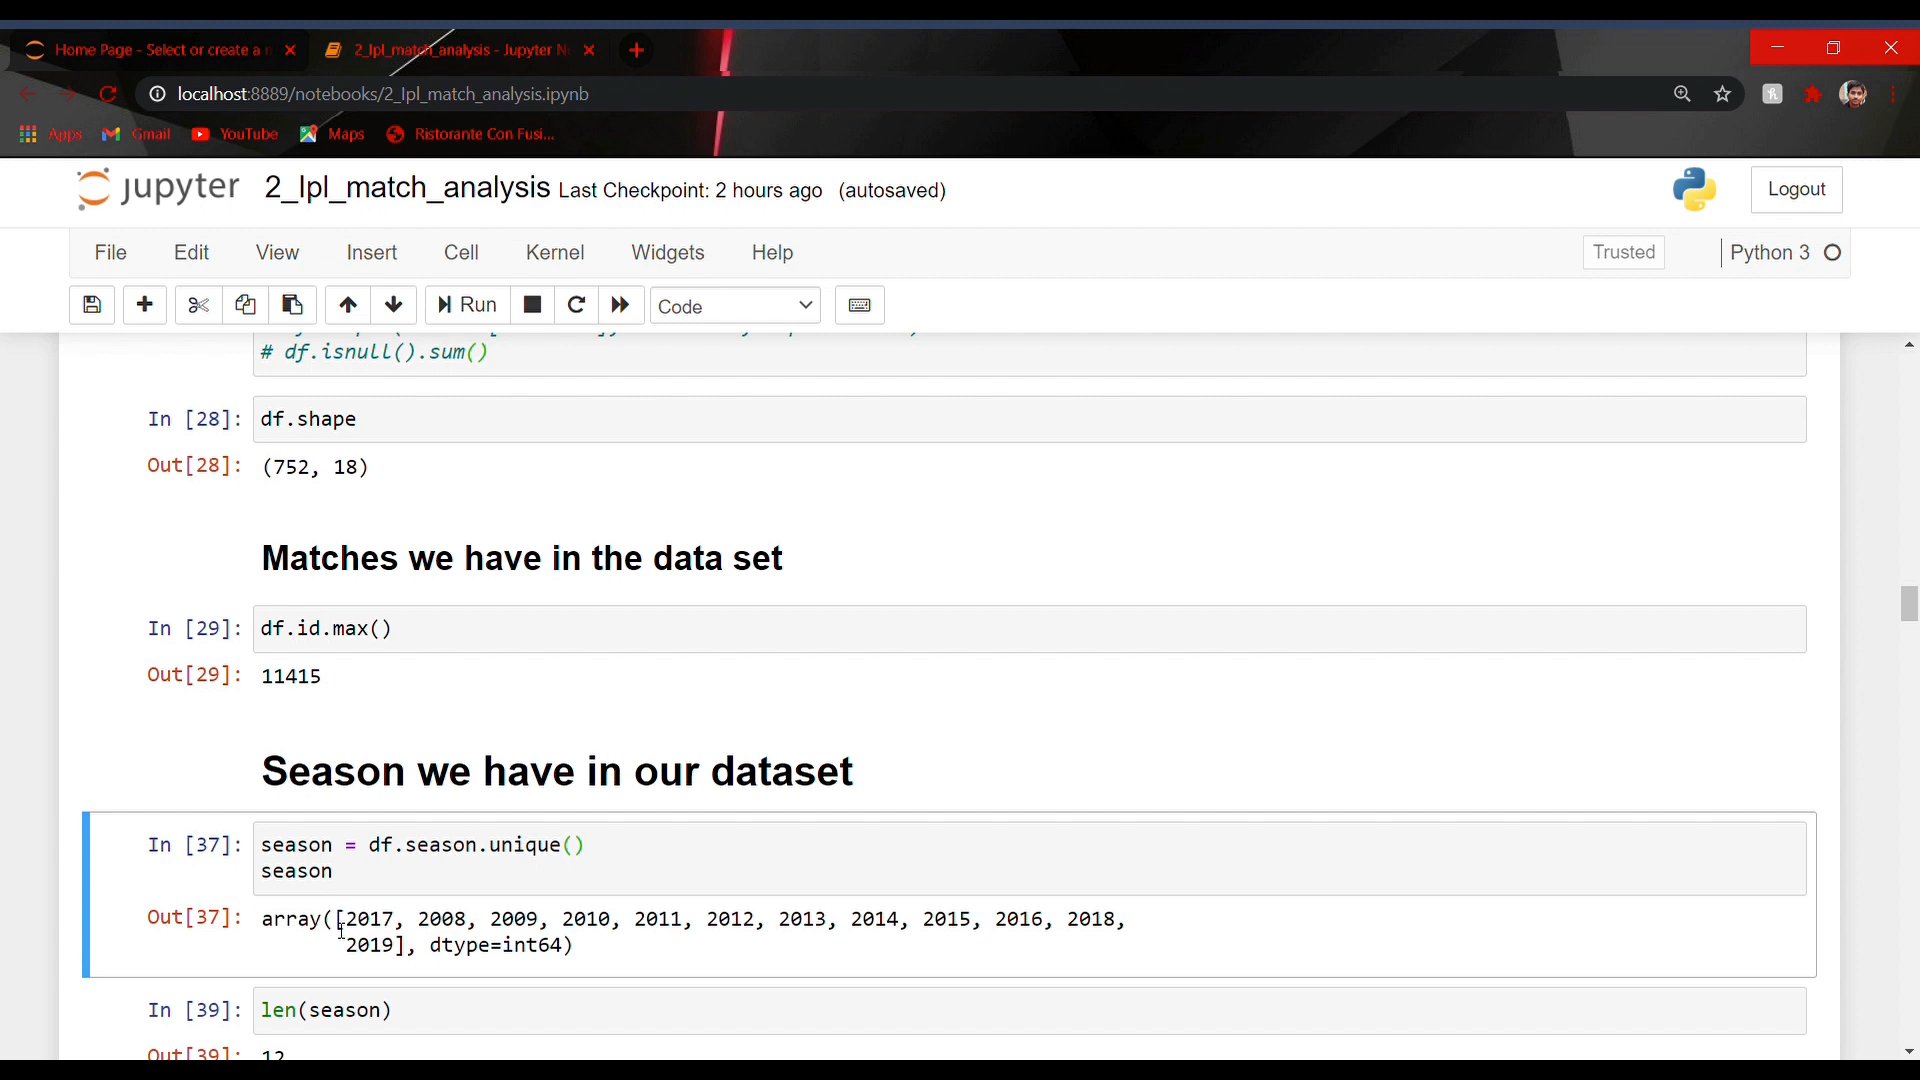 Home Page - Select or create a n
2_Ipl_match_analysis - Jupyter N
localhost:8889/notebooks/2_Ipl_match_analysis.ipynb
Apps Gmail YouTube Maps Ristorante Con Fusi...
jupyter 2_Ipl_match_analysis Last Checkpoint: 2 hours ago (autosaved) Logout
File Edit View Insert Cell Kernel Widgets Help Trusted Python 3
Run Code
# df.isnull().sum()
In [28]: df.shape
Out[28]: (752, 18)
Matches we have in the data set
In [29]: df.id.max()
Out[29]: 11415
Season we have in our dataset
In [37]: season = df.season.unique()
season
Out[37]: array([2017, 2008, 2009, 2010, 2011, 2012, 2013, 2014, 2015, 2016, 2018,
2019], dtype=int64)
In [39]: len(season)
Out[39]: 12